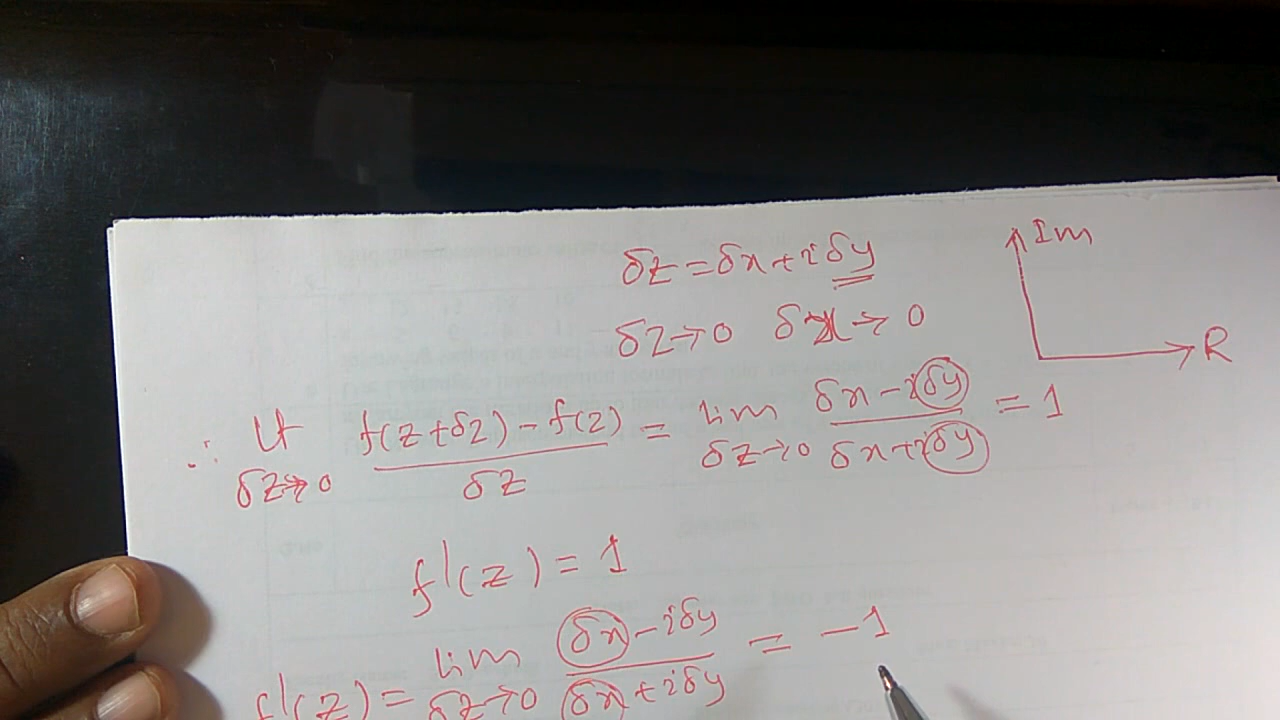 δz = δx + iδy
Im
δz → 0 δx → 0
R
∴ lt δz→0 f(z+δz) - f(z) / δz = lim δz→0 δx - iδy / δx + iδy = 1
f'(z) = 1
f'(z) = lim δz→0 δx - iδy / δx + iδy = -1